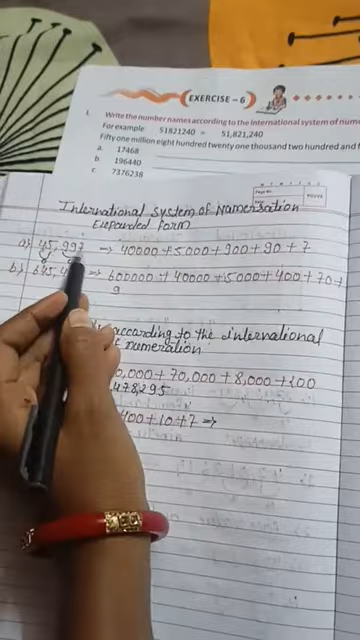 EXERCISE – 6
1. Write the number names according to the international system of nume
For example 51821240 = 51,821,240
Fifty one million eight hundred twenty one thousand two hundred and f
a. 17468
b. 196440
c. 7376238
International System of Numeration
Expanded form
a) 45,997 → 40000 + 5000 + 900 + 90 + 7
b) 645,4 → 600000 + 40000 + 5000 + 400 + 70 +
9
according to the international
of numeration
0,000 + 70,000 + 8,000 + 200
478,295
400 + 10 + 7 ⇒